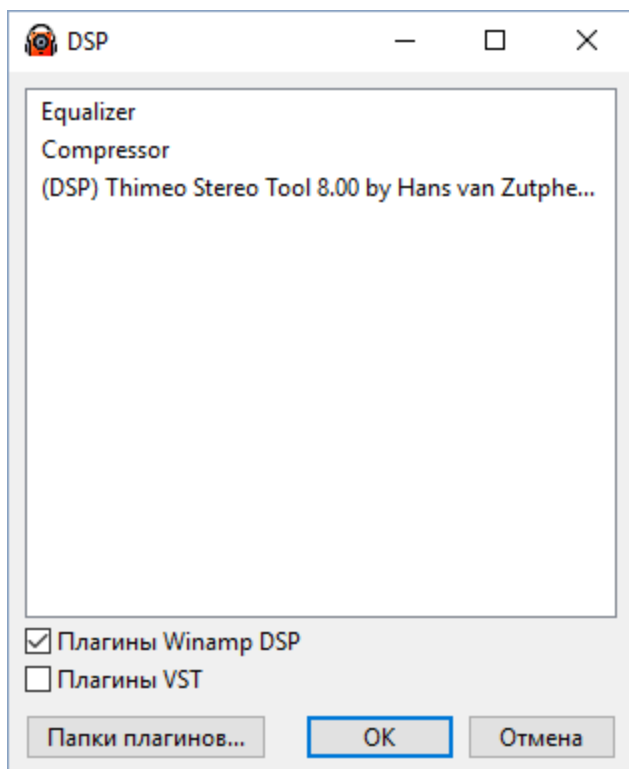 DSP
Equalizer
Compressor
(DSP) Thimeo Stereo Tool 8.00 by Hans van Zutphe...
Плагины Winamp DSP
Плагины VST
Папки плагинов...
OK
Отмена